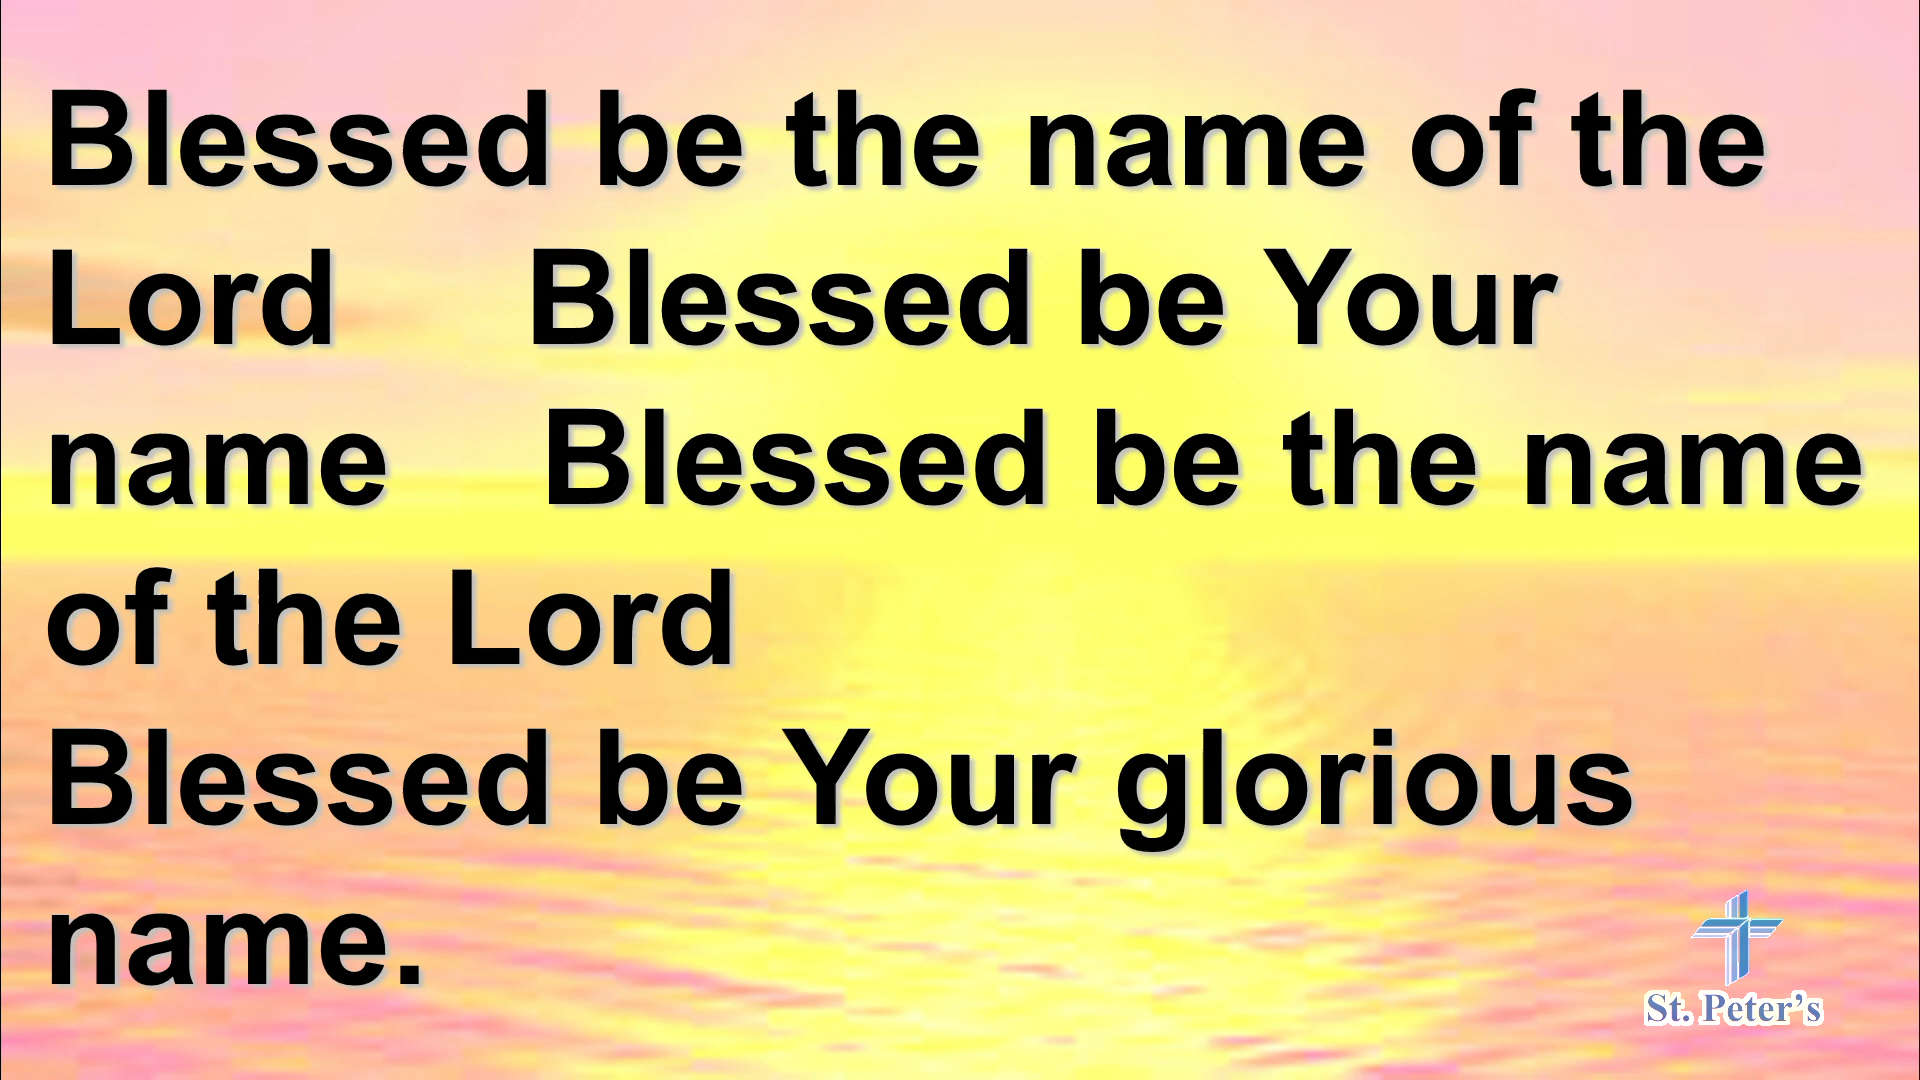 Blessed be the name of the
Lord Blessed be Your
name Blessed be the name
of the Lord
Blessed be Your glorious
name.
St. Peter's